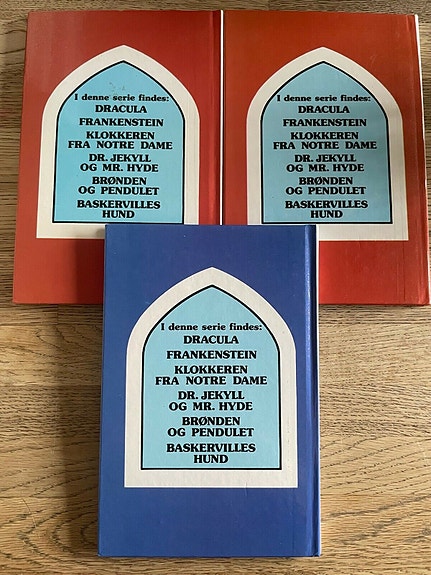 I denne serie findes:
DRACULA
FRANKENSTEIN
KLOKKEREN
FRA NOTRE DAME
DR. JEKYLL
OG MR. HYDE
BRØNDEN
OG PENDULET
BASKERVILLES
HUND
I denne serie findes:
DRACULA
FRANKENSTEIN
KLOKKEREN
FRA NOTRE DAME
DR. JEKYLL
OG MR. HYDE
BRØNDEN
OG PENDULET
BASKERVILLES
HUND
I denne serie findes:
DRACULA
FRANKENSTEIN
KLOKKEREN
FRA NOTRE DAME
DR. JEKYLL
OG MR. HYDE
BRØNDEN
OG PENDULET
BASKERVILLES
HUND